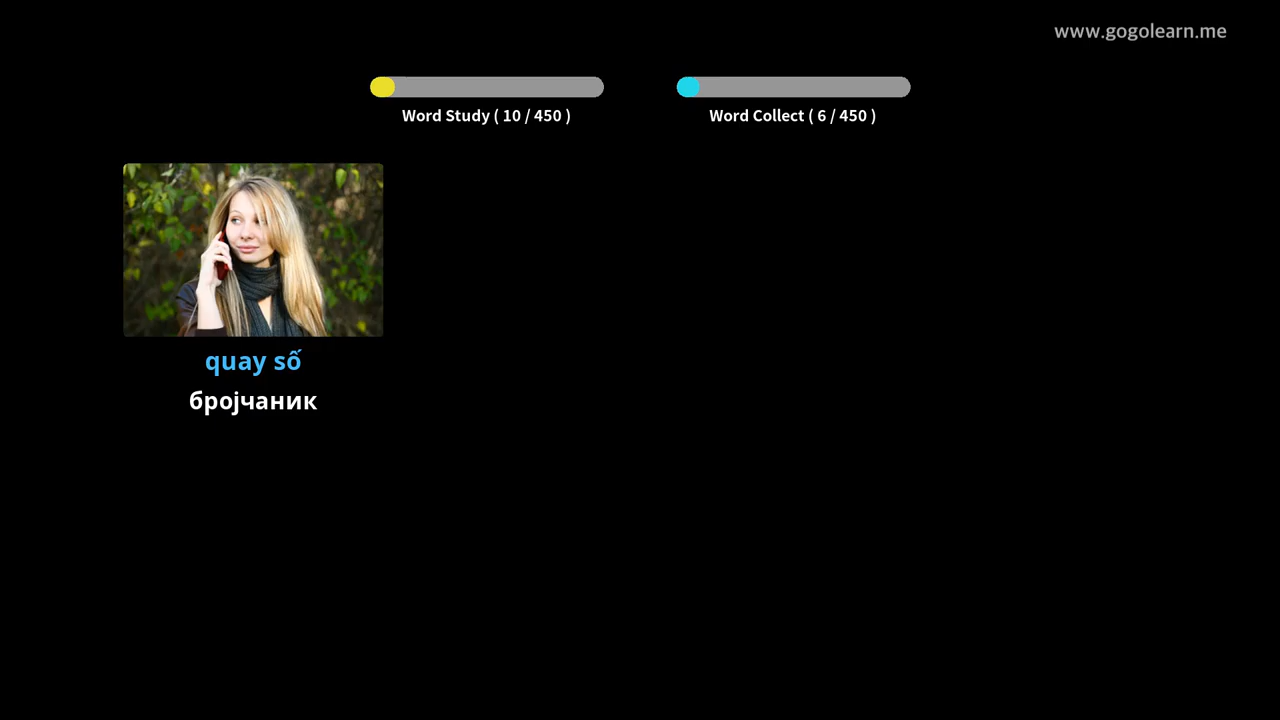 www.gogolearn.me
Word Study ( 10 / 450 )
Word Collect ( 6 / 450 )
quay số
бројчаник